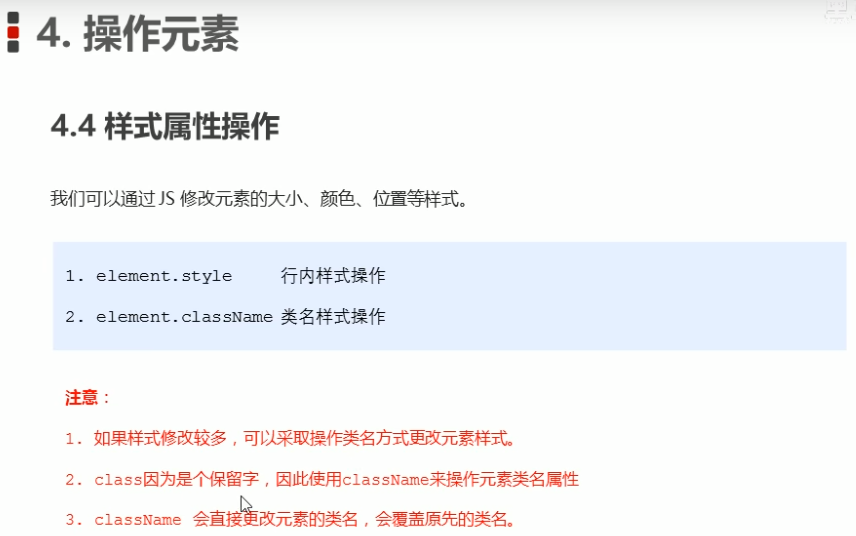 4. 操作元素
4.4 样式属性操作
我们可以通过 JS 修改元素的大小、颜色、位置等样式。
1. element.style 行内样式操作
2. element.className 类名样式操作
注意：
1. 如果样式修改较多，可以采取操作类名方式更改元素样式。
2. class因为是个保留字，因此使用className来操作元素类名属性
3. className 会直接更改元素的类名，会覆盖原先的类名。